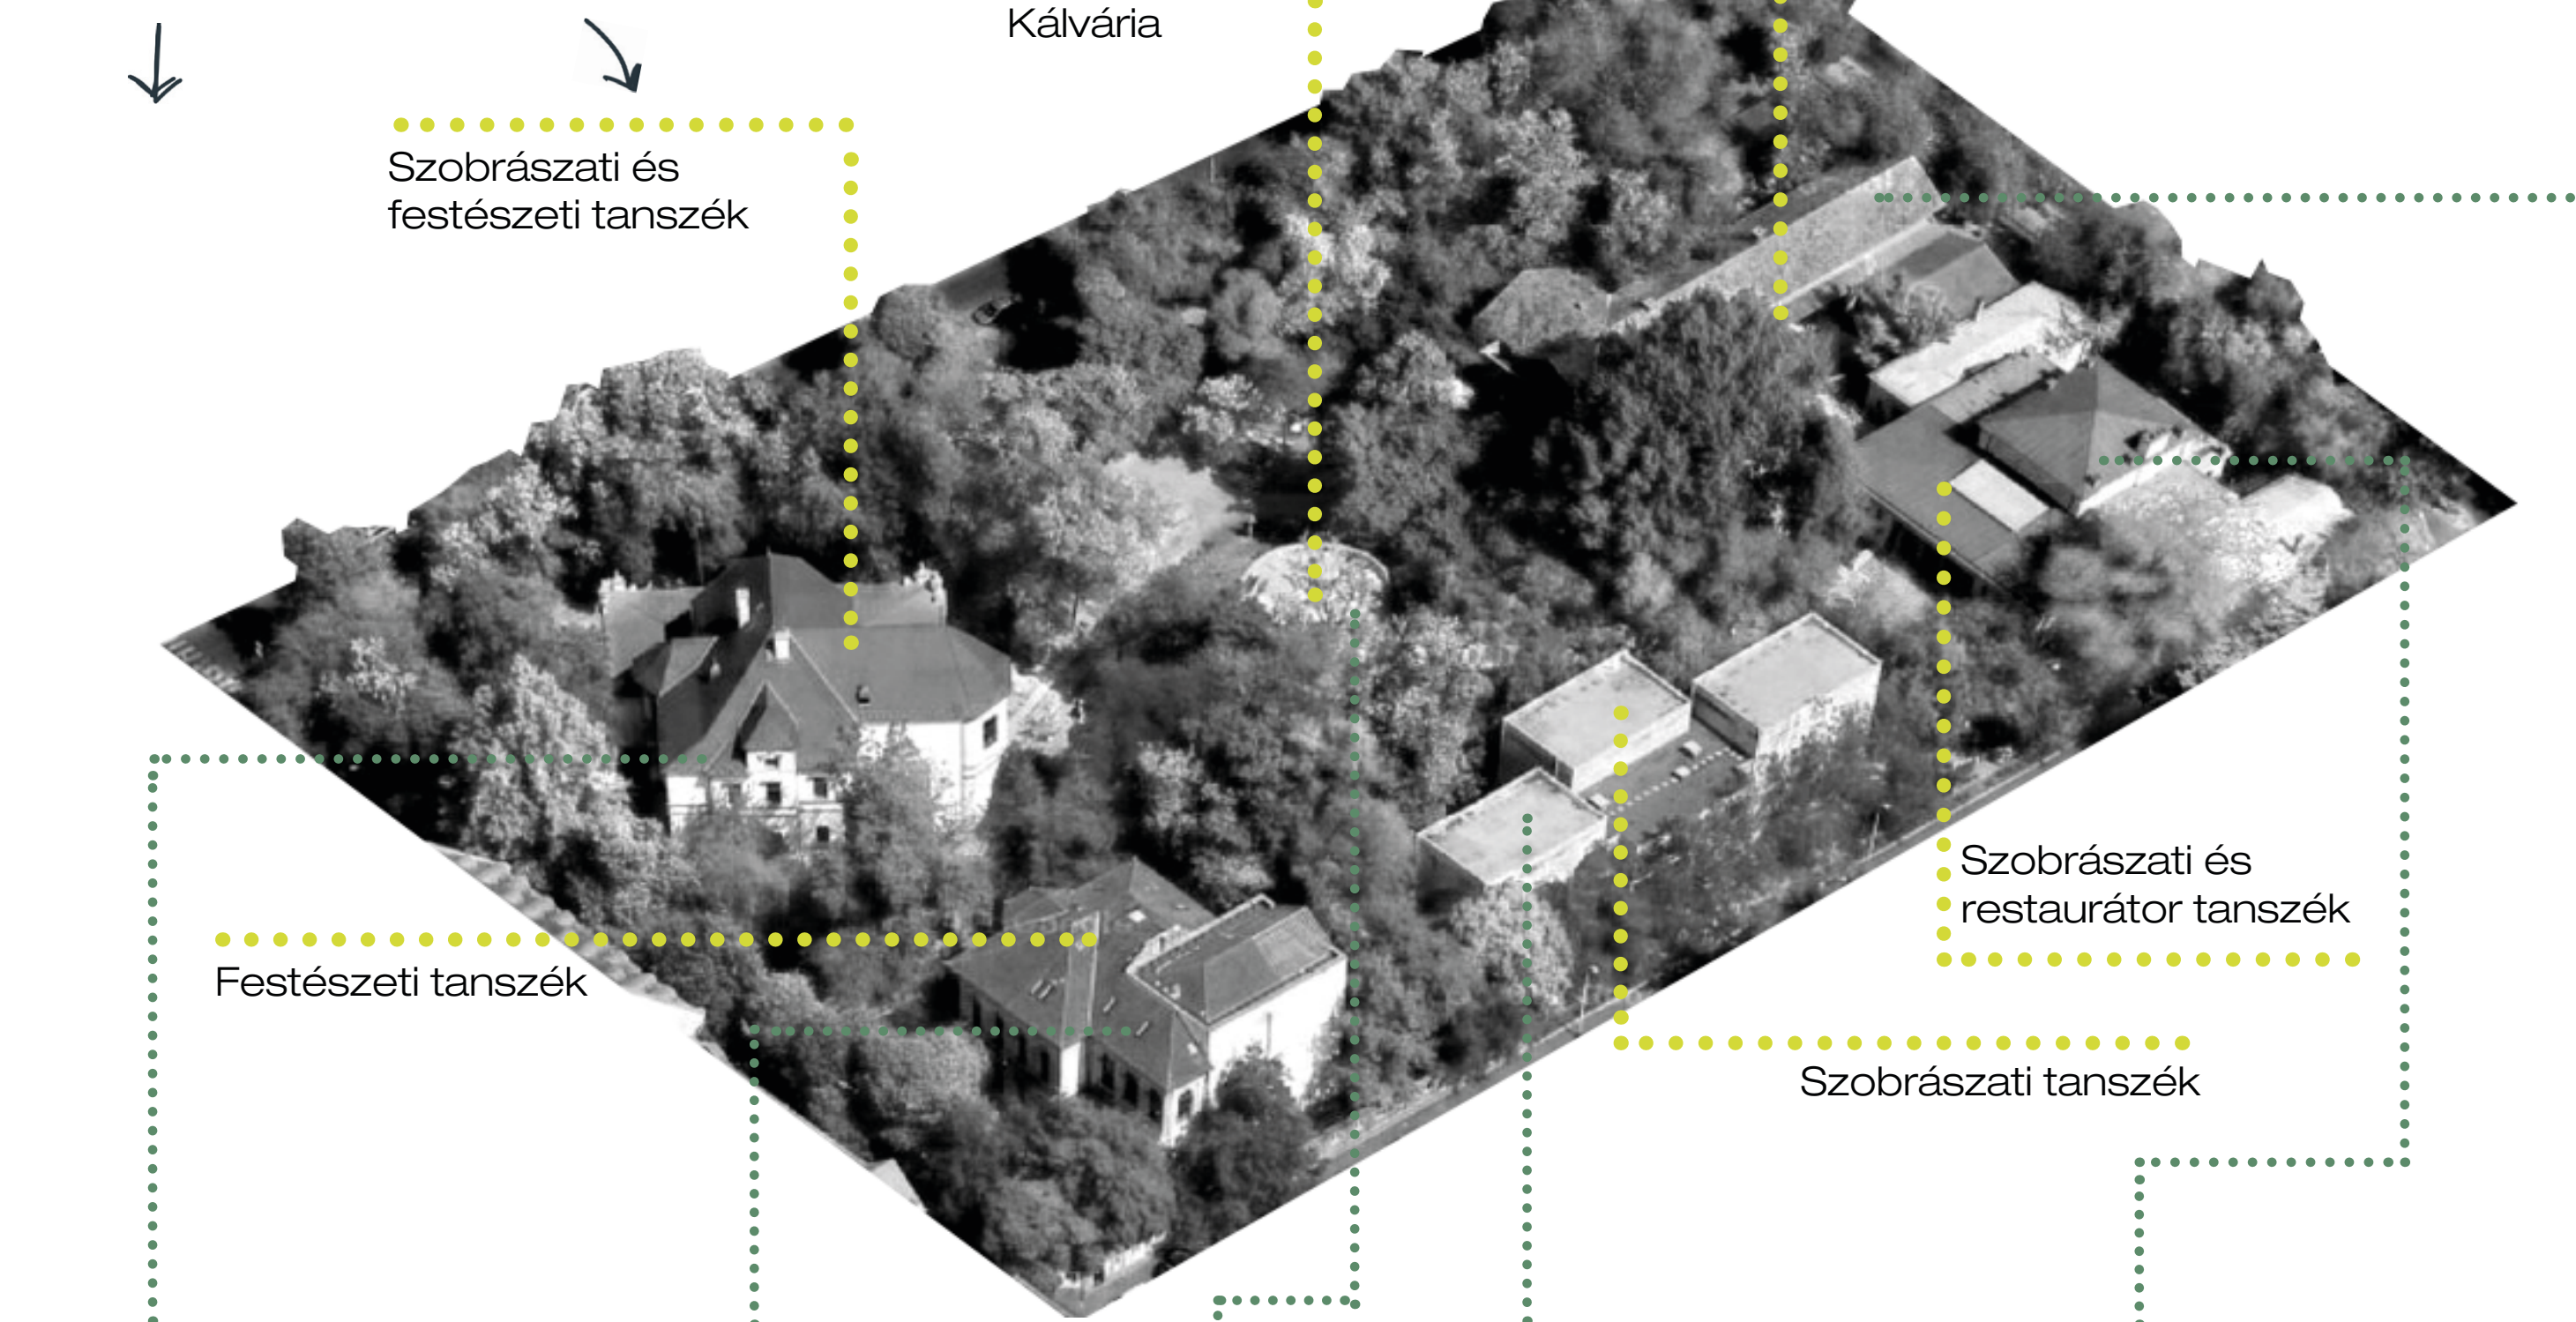 Kálvária
Szobrászati és
festészeti tanszék
Szobrászati és
restaurátor tanszék
Festészeti tanszék
Szobrászati tanszék